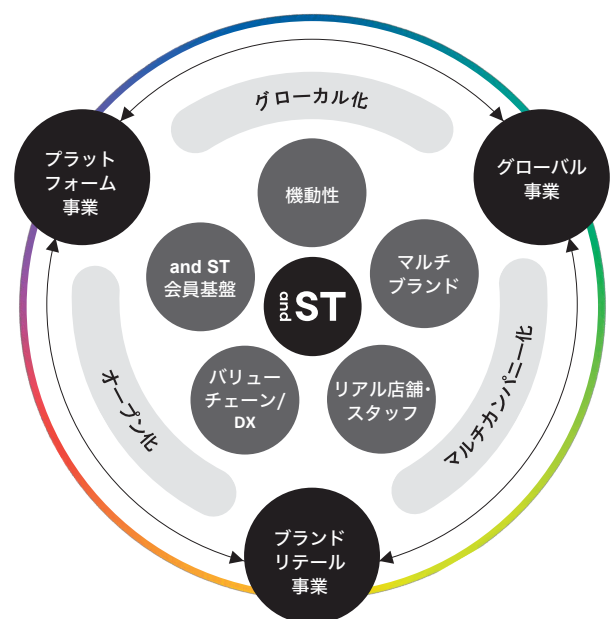 グローカル化
プラット
フォーム
事業
グローバル
事業
機動性
and ST
会員基盤
マルチ
ブランド
and ST
バリュー
チェーン/
DX
リアル店舗・
スタッフ
オープン化
マルチカンパニー化
ブランド
リテール
事業